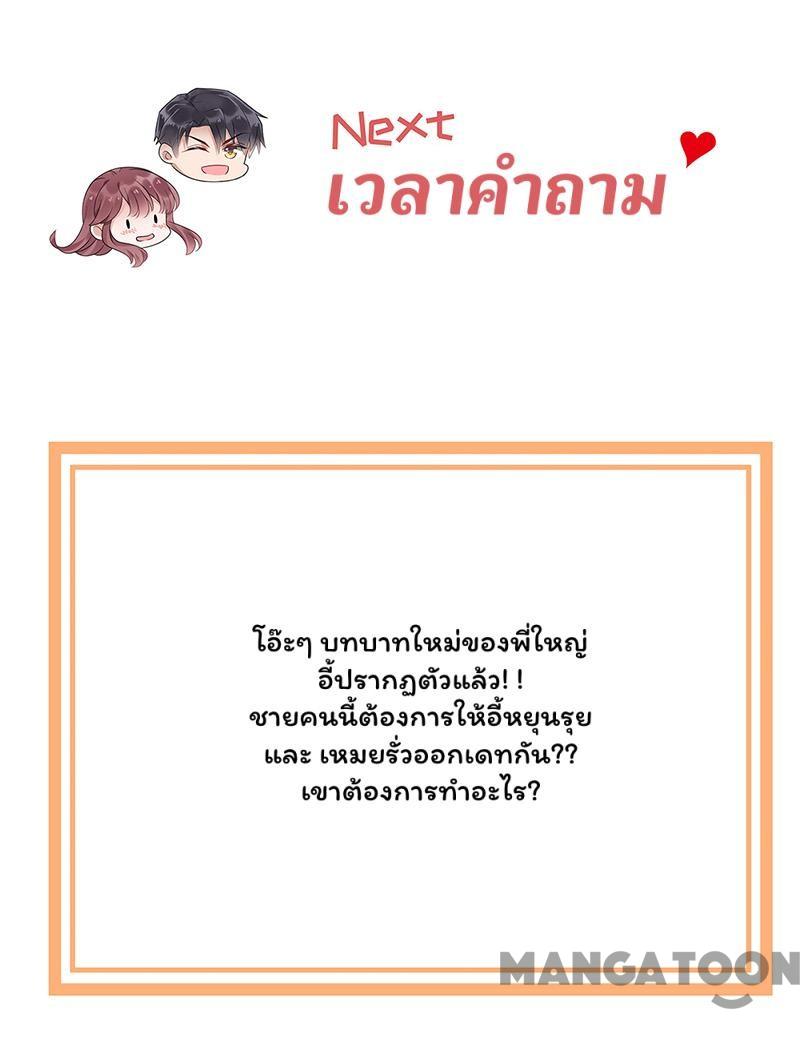 Next
เวลาคำถาม
โอ๊ะๆ บทบาทใหม่ของพี่ใหญ่
อี้ปรากฏตัวแล้ว! !
ชายคนนี้ต้องการให้อี้หยุนรุย
และ เหมยรั่วออกเดทกัน??
เขาต้องการทำอะไร?
MANGATOON